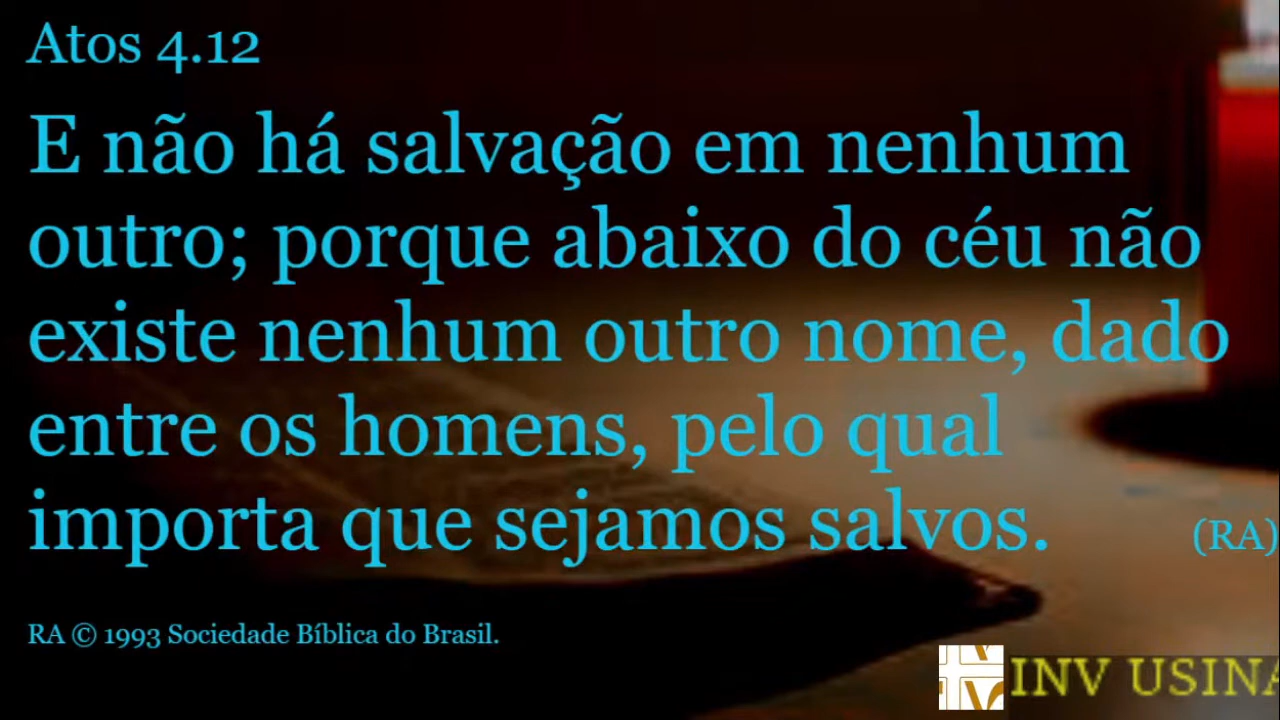 Atos 4.12
E não há salvação em nenhum
outro; porque abaixo do céu não
existe nenhum outro nome, dado
entre os homens, pelo qual
importa que sejamos salvos. (RA)
RA © 1993 Sociedade Bíblica do Brasil.
INV USINA